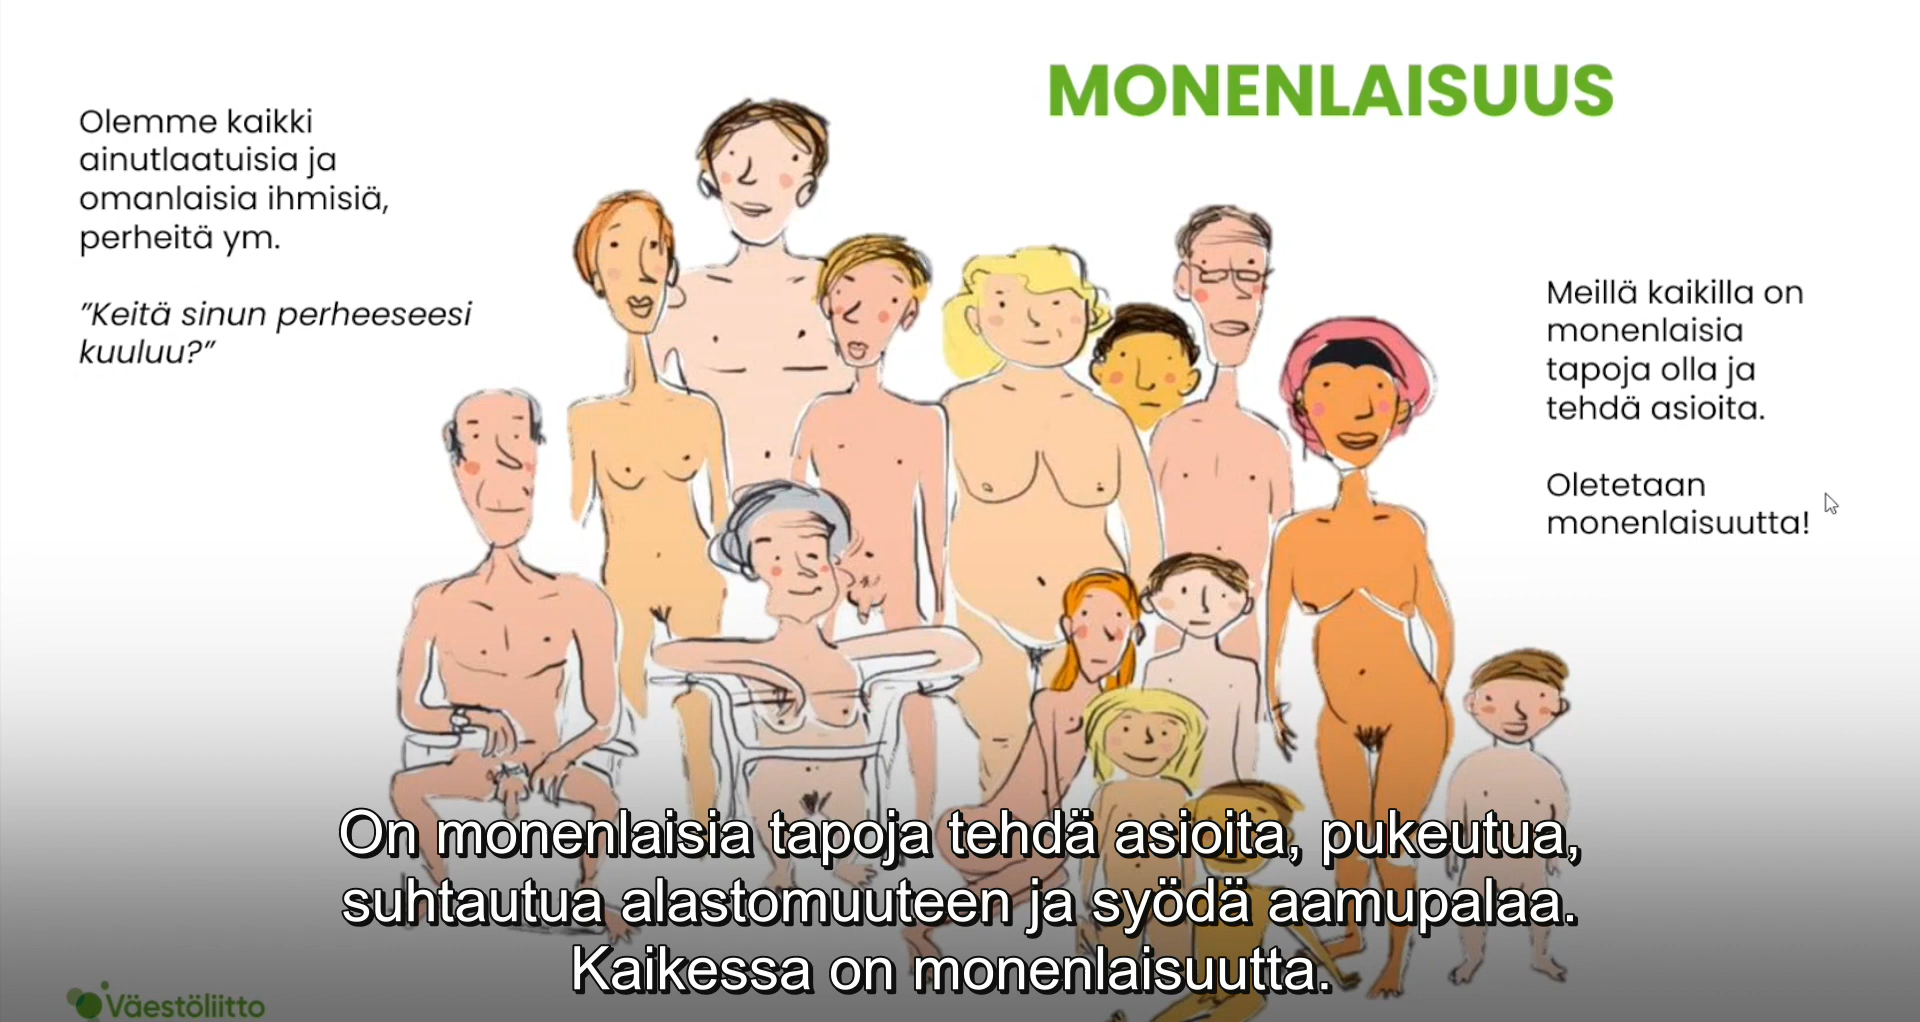 MONENLAISUUS
Olemme kaikki
ainutlaatuisia ja
omanlaisia ihmisiä,
perheitä ym.
”Keitä sinun perheeseesi
kuuluu?”
Meillä kaikilla on
monenlaisia
tapoja olla ja
tehdä asioita.
Oletetaan
monenlaisuutta!
On monenlaisia tapoja tehdä asioita, pukeutua,
suhtautua alastomuuteen ja syödä aamupalaa.
Kaikessa on monenlaisuutta.
Väestöliitto